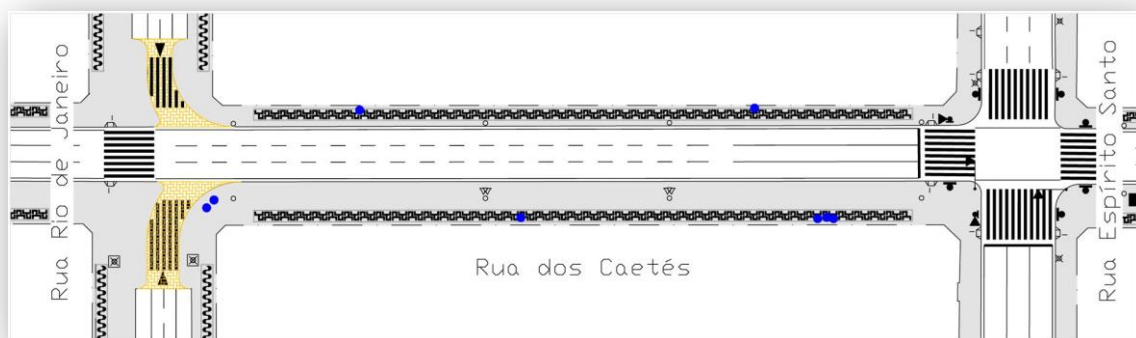 Rua Rio de Janeiro
Rua dos Caetés
Rua Espírito Santo